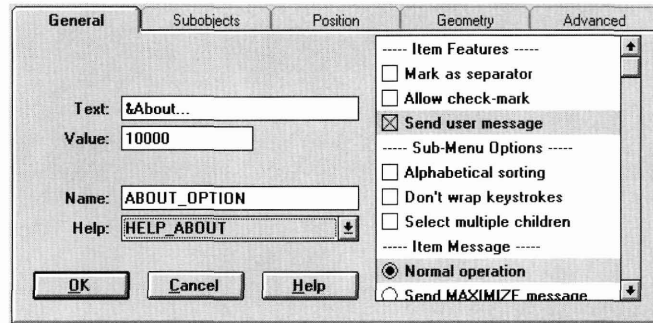 General Subobjects Position Geometry Advanced
Text: &About...
Value: 10000
Name: ABOUT_OPTION
Help: HELP_ABOUT
OK Cancel Help
----- Item Features -----
Mark as separator
Allow check-mark
Send user message
----- Sub-Menu Options -----
Alphabetical sorting
Don't wrap keystrokes
Select multiple children
----- Item Message -----
Normal operation
Send MAXIMIZE message